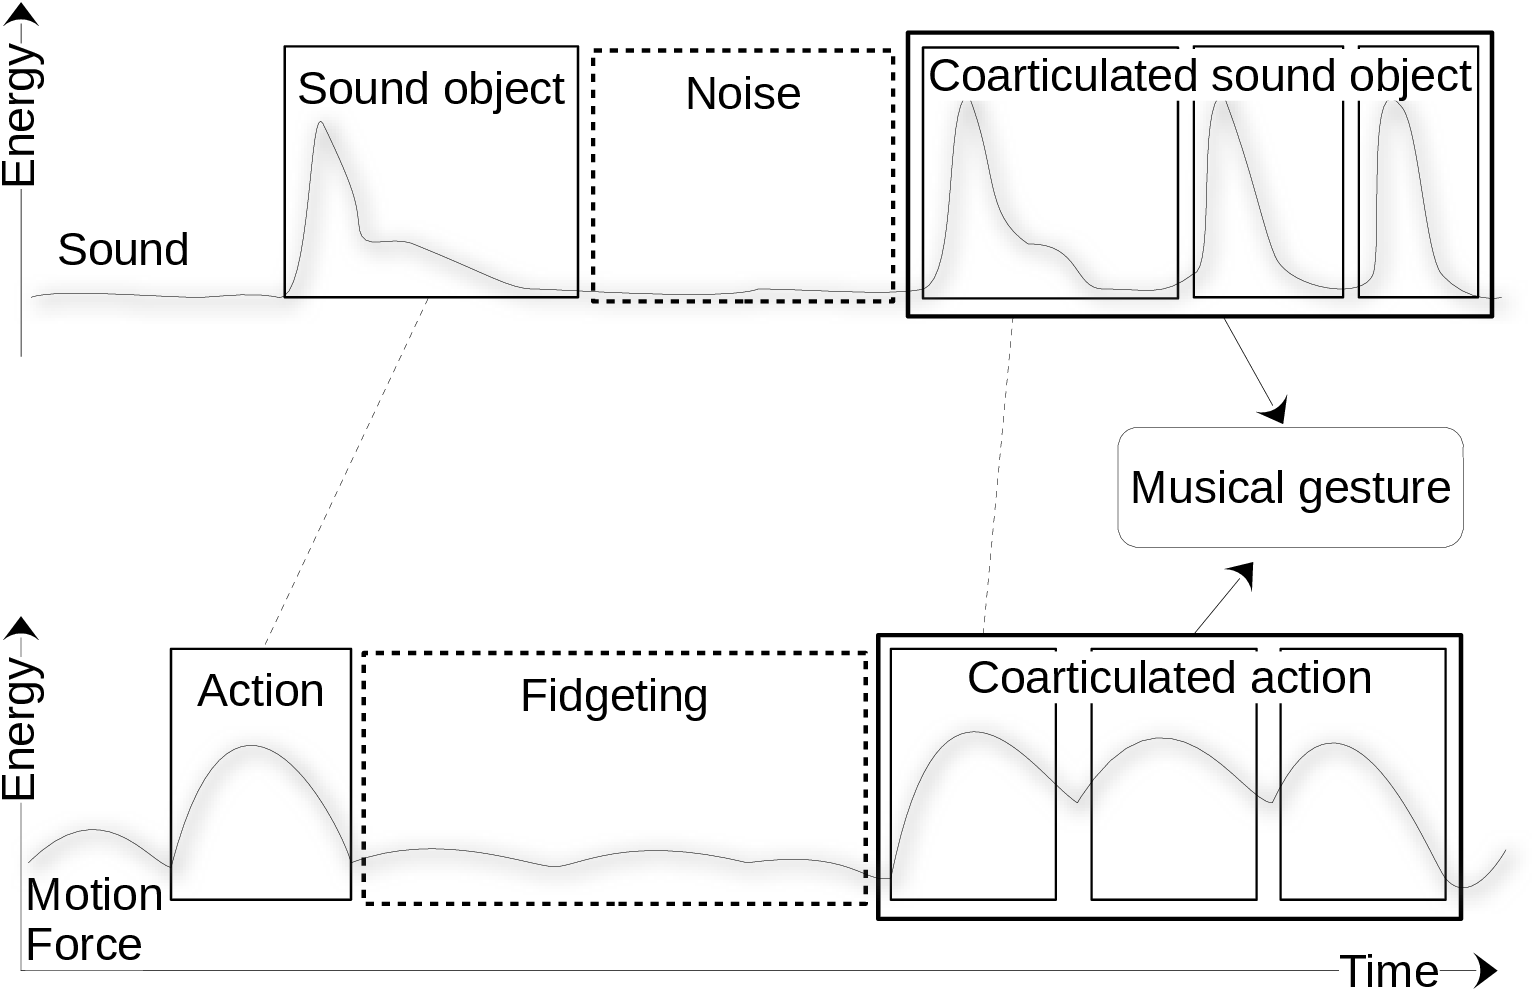 Energy
Sound object
Noise
Coarticulated sound object
Sound
Musical gesture
Energy
Action
Fidgeting
Coarticulated action
Motion
Force
Time